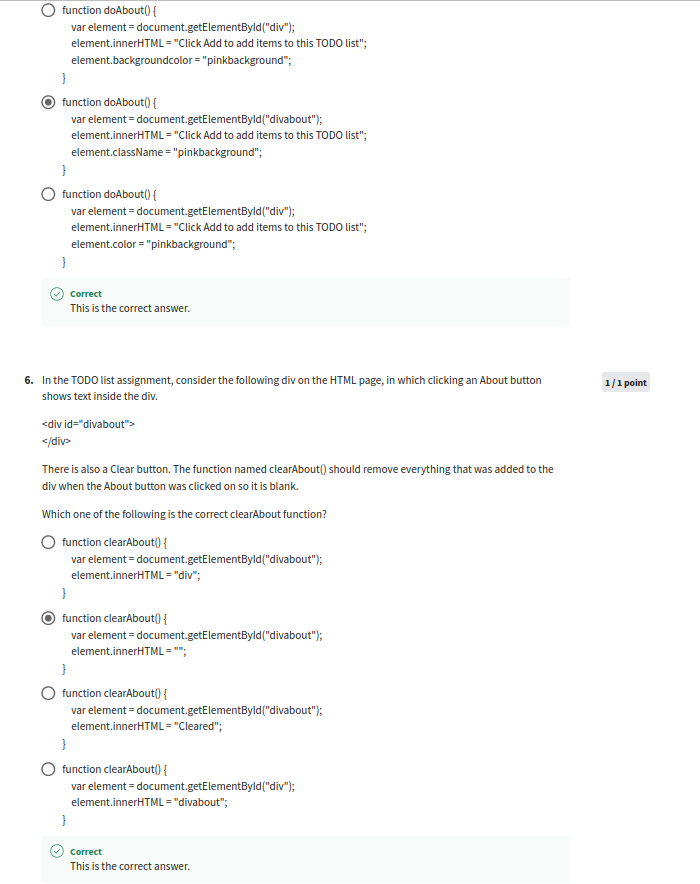 function doAbout() {
var element = document.getElementById("div");
element.innerHTML = "Click Add to add items to this TODO list";
element.backgroundcolor = "pinkbackground";
}
function doAbout() {
var element = document.getElementById("divabout");
element.innerHTML = "Click Add to add items to this TODO list";
element.className = "pinkbackground";
}
function doAbout() {
var element = document.getElementById("div");
element.innerHTML = "Click Add to add items to this TODO list";
element.color = "pinkbackground";
}
Correct
This is the correct answer.
6. In the TODO list assignment, consider the following div on the HTML page, in which clicking an About button
shows text inside the div.
1 / 1 point
<div id="divabout">
</div>
There is also a Clear button. The function named clearAbout() should remove everything that was added to the
div when the About button was clicked on so it is blank.
Which one of the following is the correct clearAbout function?
function clearAbout() {
var element = document.getElementById("divabout");
element.innerHTML = "div";
}
function clearAbout() {
var element = document.getElementById("divabout");
element.innerHTML = "";
}
function clearAbout() {
var element = document.getElementById("divabout");
element.innerHTML = "Cleared";
}
function clearAbout() {
var element = document.getElementById("div");
element.innerHTML = "divabout";
}
Correct
This is the correct answer.